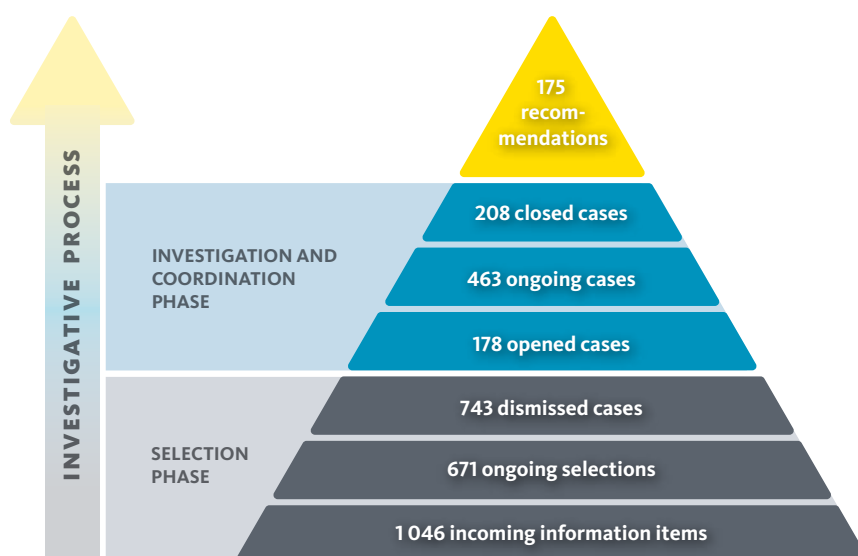 INVESTIGATIVE PROCESS
175
recom-
mendations
INVESTIGATION AND
COORDINATION
PHASE
208 closed cases
463 ongoing cases
178 opened cases
SELECTION
PHASE
743 dismissed cases
671 ongoing selections
1 046 incoming information items